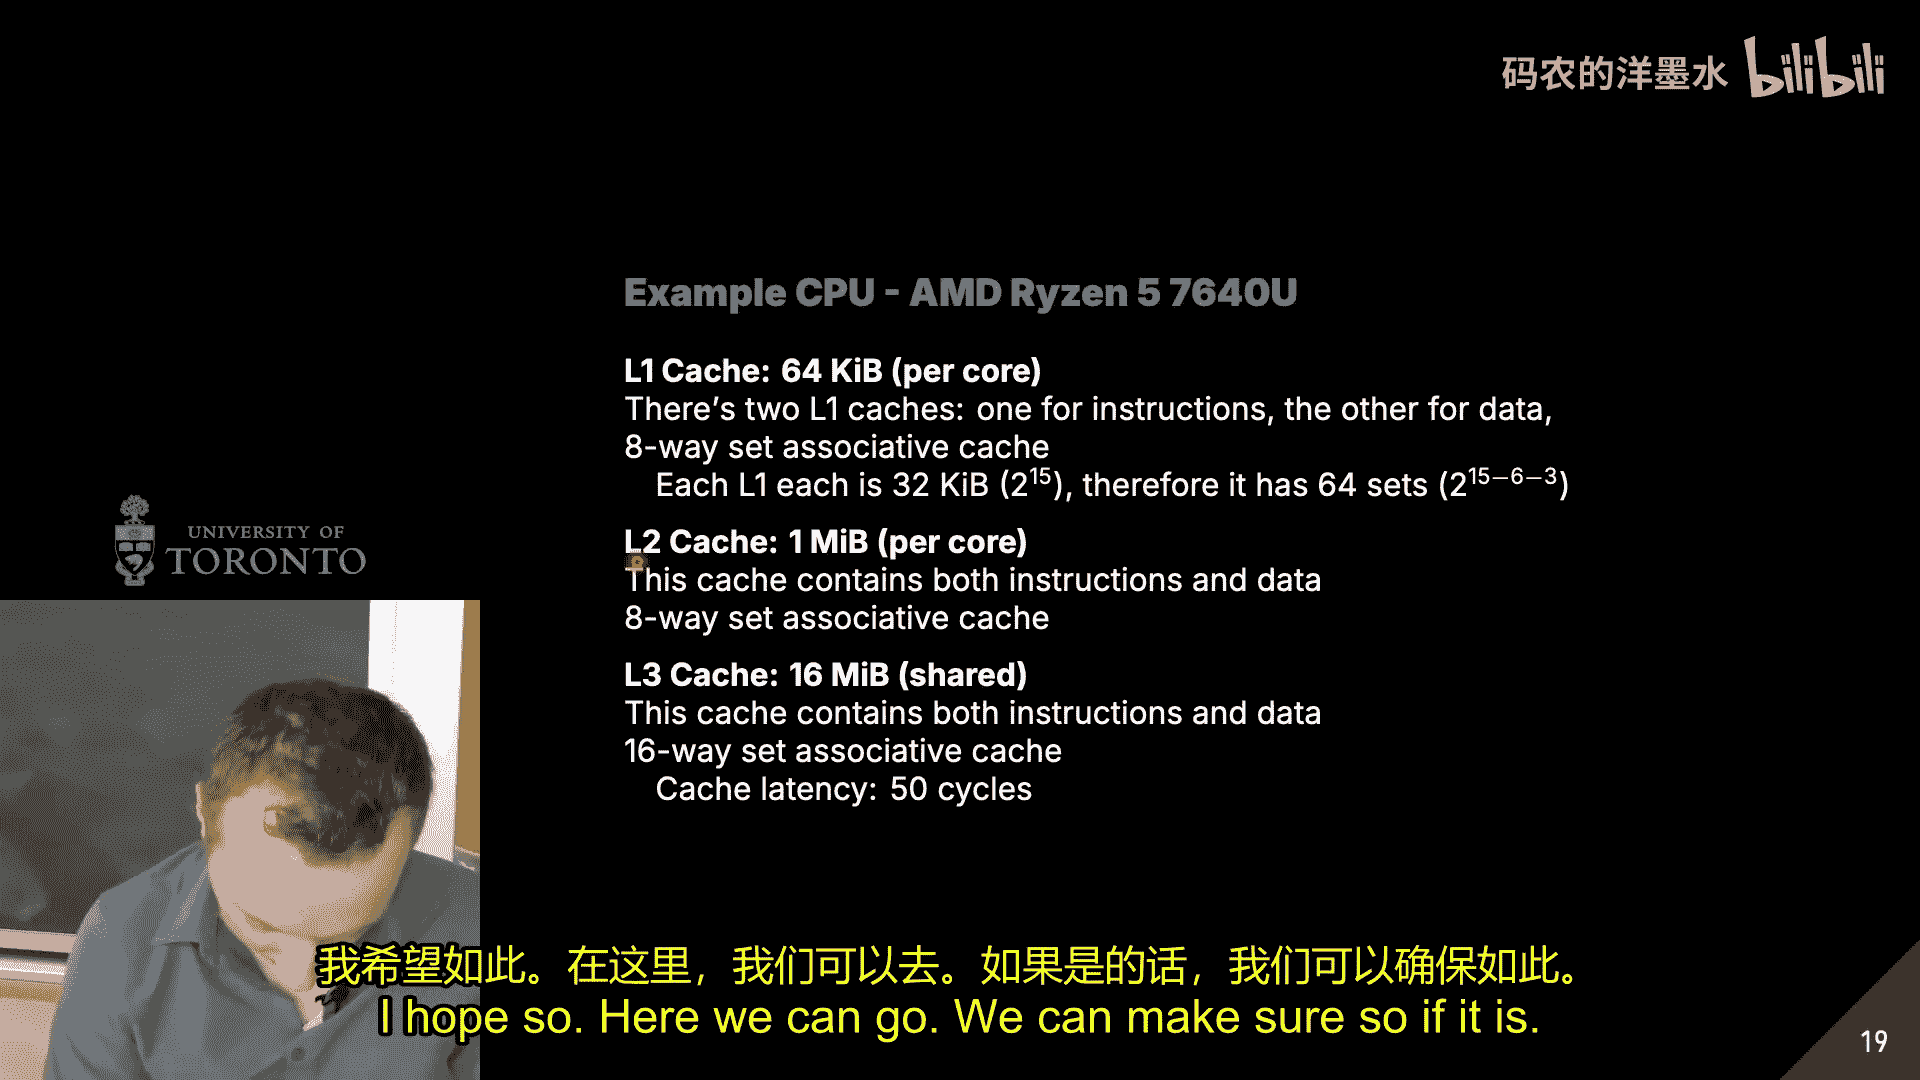 码农的洋墨水 bilibili
Example CPU - AMD Ryzen 5 7640U
L1 Cache: 64 KiB (per core)
There's two L1 caches: one for instructions, the other for data,
8-way set associative cache
Each L1 each is 32 KiB (2^15), therefore it has 64 sets (2^15−6−3)
L2 Cache: 1 MiB (per core)
This cache contains both instructions and data
8-way set associative cache
L3 Cache: 16 MiB (shared)
This cache contains both instructions and data
16-way set associative cache
Cache latency: 50 cycles
UNIVERSITY OF
TORONTO
我希望如此。在这里，我们可以去。如果是的话，我们可以确保如此。
I hope so. Here we can go. We can make sure so if it is.
19